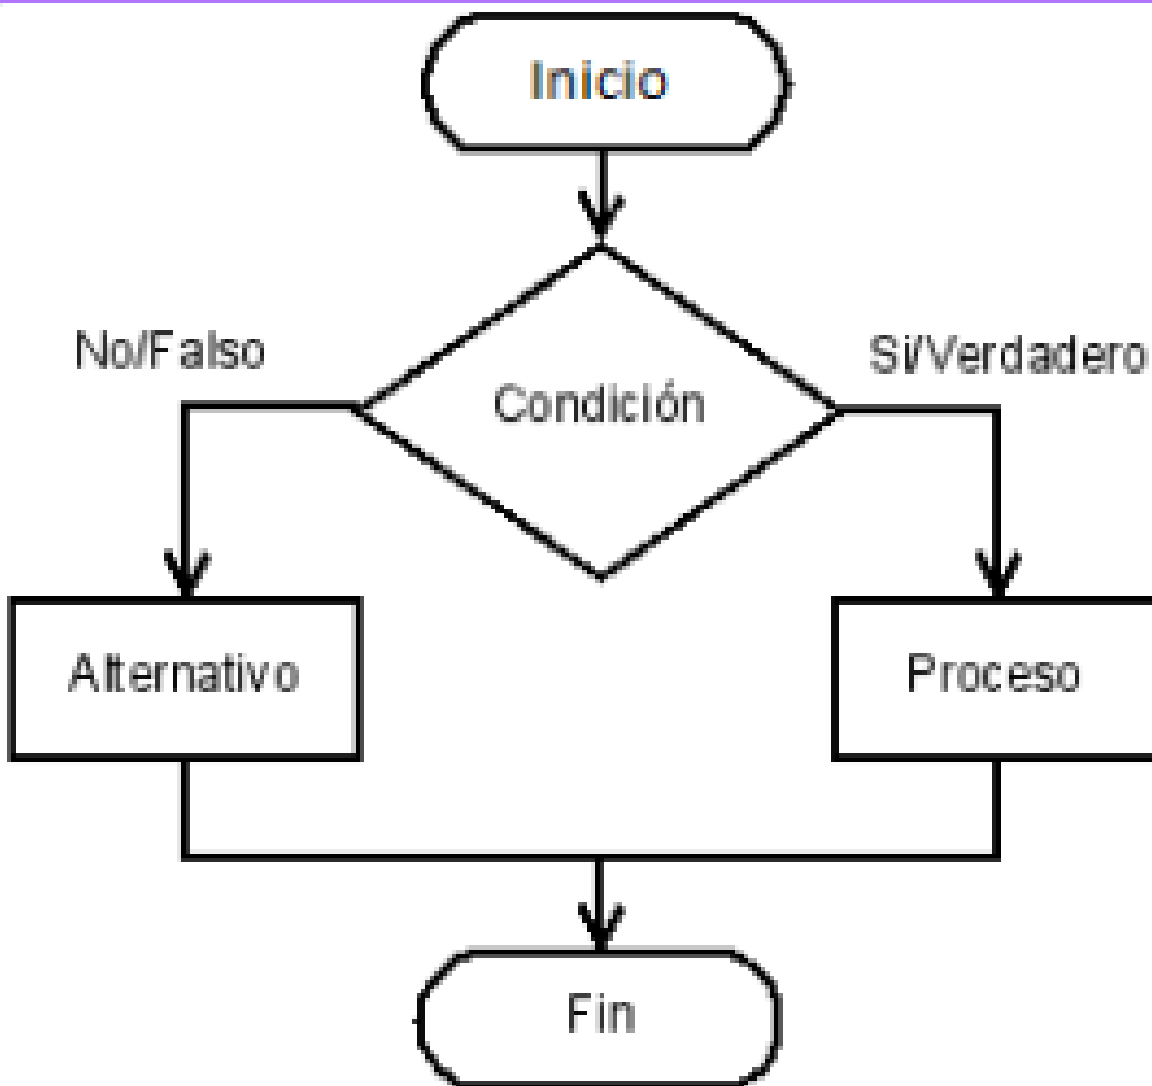 Inicio
No/Falso
Si/Verdadero
Condición
Alternativo
Proceso
Fin